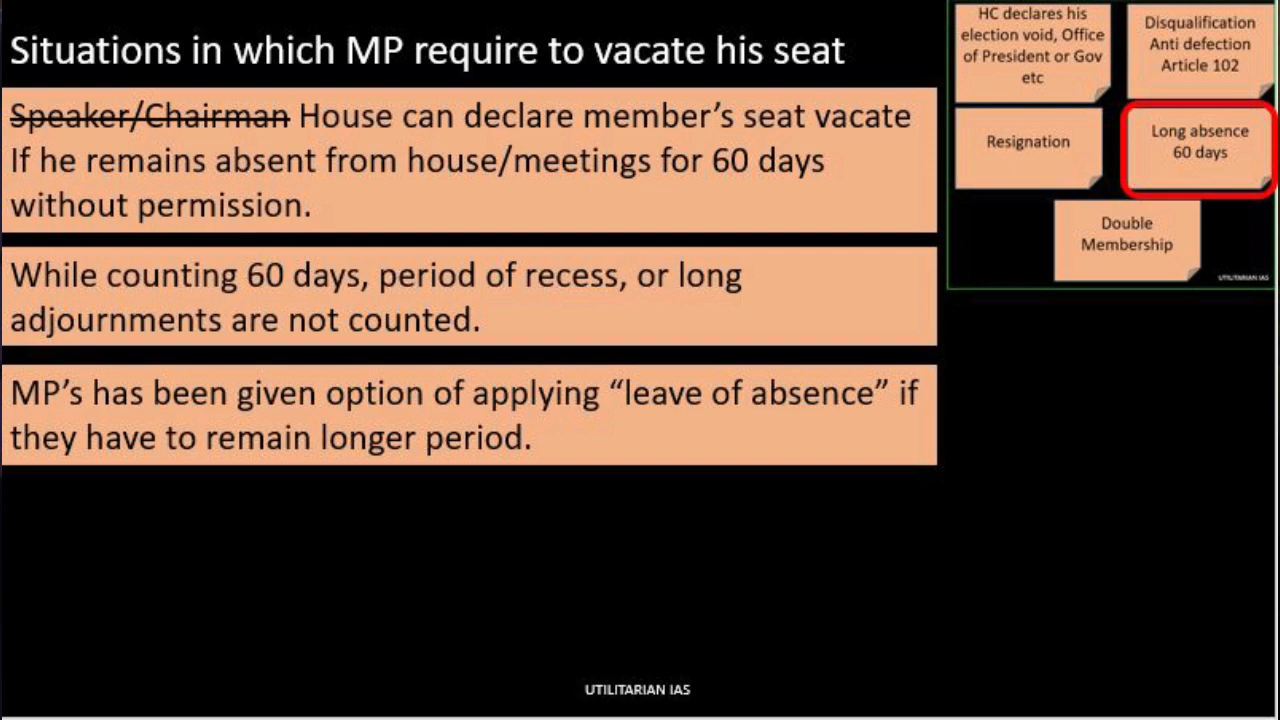 Situations in which MP require to vacate his seat
Speaker/Chairman House can declare member’s seat vacate
If he remains absent from house/meetings for 60 days
without permission.
While counting 60 days, period of recess, or long
adjournments are not counted.
MP’s has been given option of applying “leave of absence” if
they have to remain longer period.
HC declares his
election void, Office
of President or Gov
etc
Disqualification
Anti defection
Article 102
Resignation
Long absence
60 days
Double
Membership
UTILITARIAN IAS
UTILITARIAN IAS